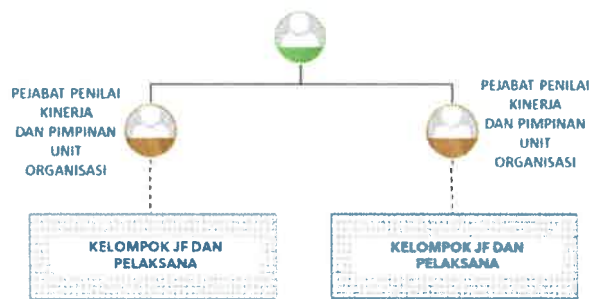 PEJABAT PENILAI
KINERJA
DAN PIMPINAN
UNIT
ORGANISASI
PEJABAT PENILAI
KINERJA
DAN PIMPINAN
UNIT
ORGANISASI
KELOMPOK JF DAN
PELAKSANA
KELOMPOK JF DAN
PELAKSANA